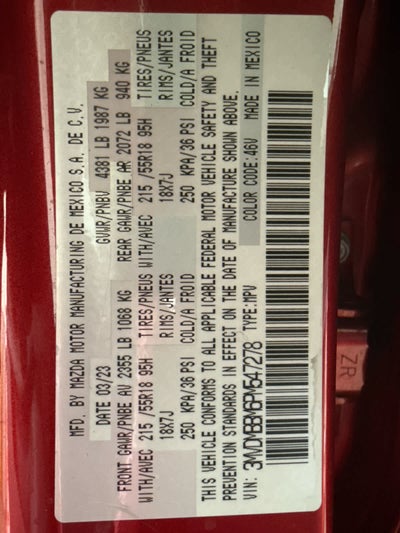 MFD. BY MAZDA MOTOR MANUFACTURING DE MEXICO S.A. DE C.V.
DATE 03/23 GVWR/PNBV 4381 LB 1987 KG
FRONT GAWR/PNBE AV 2355 LB 1068 KG REAR GAWR/PNBE AR 2072 LB 940 KG
WITH/AVEC 215 /55R18 95H TIRES/PNEUS WITH/AVEC 215 /55R18 95H TIRES/PNEUS
18X7J RIMS/JANTES 18X7J RIMS/JANTES
250 KPA/36 PSI COLD/A FROID 250 KPA/36 PSI COLD/A FROID
THIS VEHICLE CONFORMS TO ALL APPLICABLE FEDERAL MOTOR VEHICLE SAFETY AND THEFT
PREVENTION STANDARDS IN EFFECT ON THE DATE OF MANUFACTURE SHOWN ABOVE.
VIN: 3MVDMBBM6PM547278 TYPE:MPV COLOR CODE:46V MADE IN MEXICO
ZR